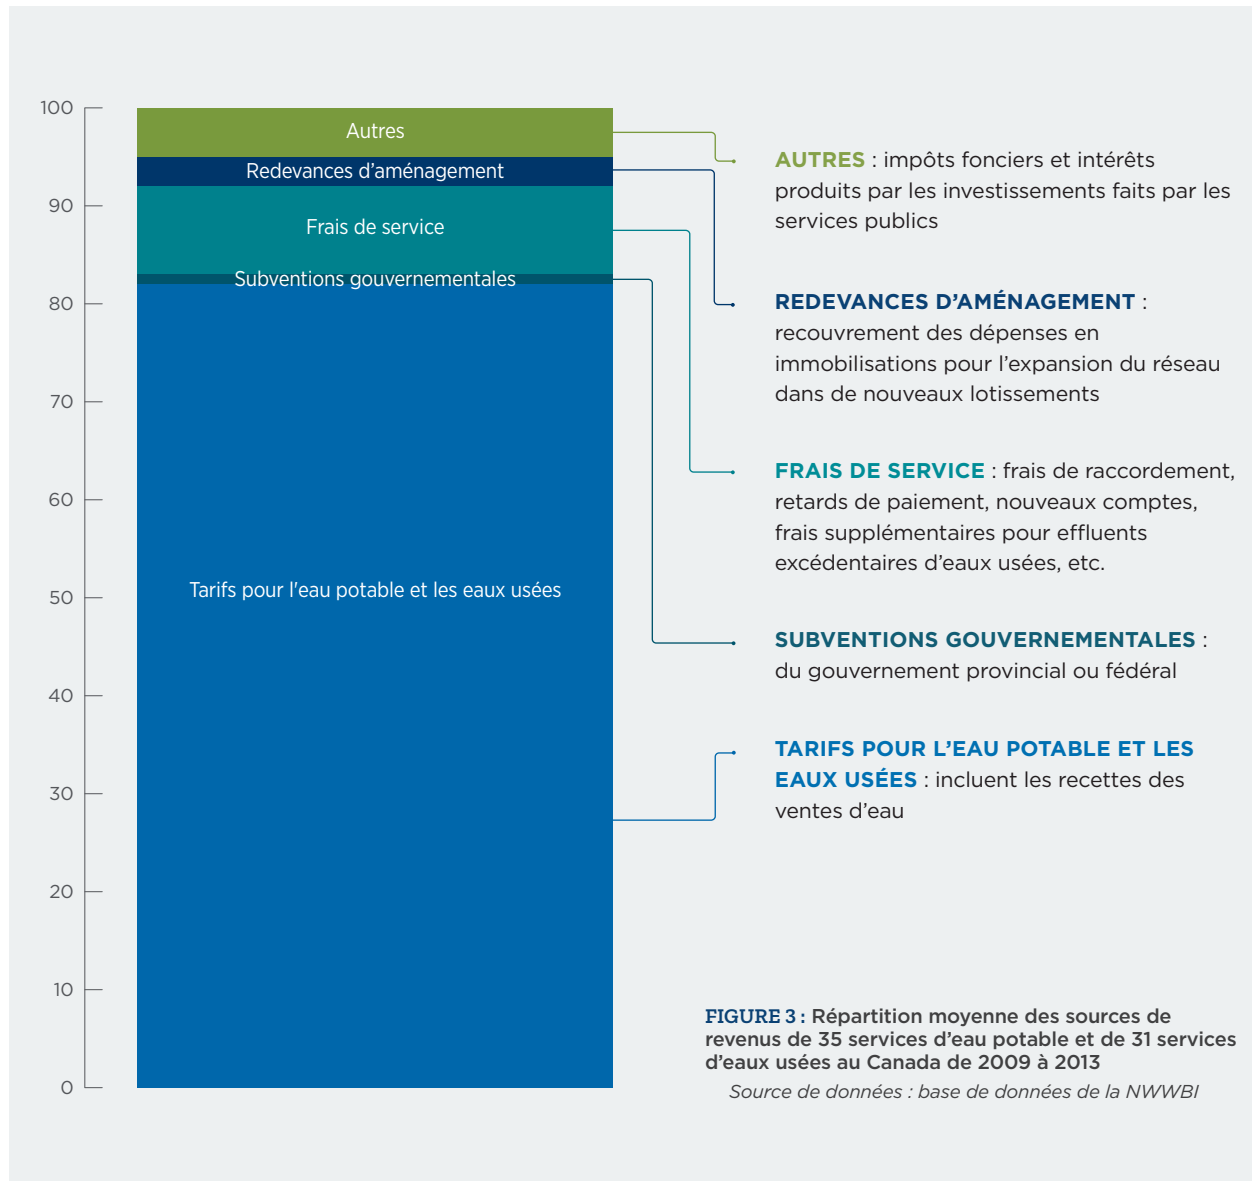 100
90
80
70
60
50
40
30
20
10
0
Autres
Redevances d’aménagement
Frais de service
Subventions gouvernementales
Tarifs pour l'eau potable et les eaux usées
AUTRES : impôts fonciers et intérêts
produits par les investissements faits par les
services publics
REDEVANCES D’AMÉNAGEMENT :
recouvrement des dépenses en
immobilisations pour l’expansion du réseau
dans de nouveaux lotissements
FRAIS DE SERVICE : frais de raccordement,
retards de paiement, nouveaux comptes,
frais supplémentaires pour effluents
excédentaires d’eaux usées, etc.
SUBVENTIONS GOUVERNEMENTALES :
du gouvernement provincial ou fédéral
TARIFS POUR L’EAU POTABLE ET LES
EAUX USÉES : incluent les recettes des
ventes d’eau
FIGURE 3 : Répartition moyenne des sources de
revenus de 35 services d’eau potable et de 31 services
d’eaux usées au Canada de 2009 à 2013
Source de données : base de données de la NWWBI